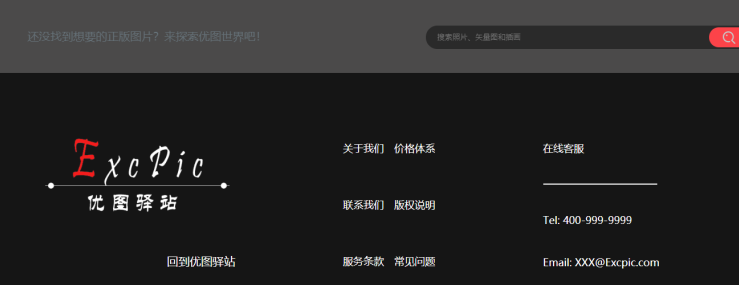 还没找到想要的正版图片？来探索优图世界吧！
搜索照片、矢量图和插画
ExcPic
优图驿站
回到优图驿站
关于我们 价格体系
联系我们 版权说明
服务条款 常见问题
在线客服
Tel: 400-999-9999
Email: XXX@Excpic.com